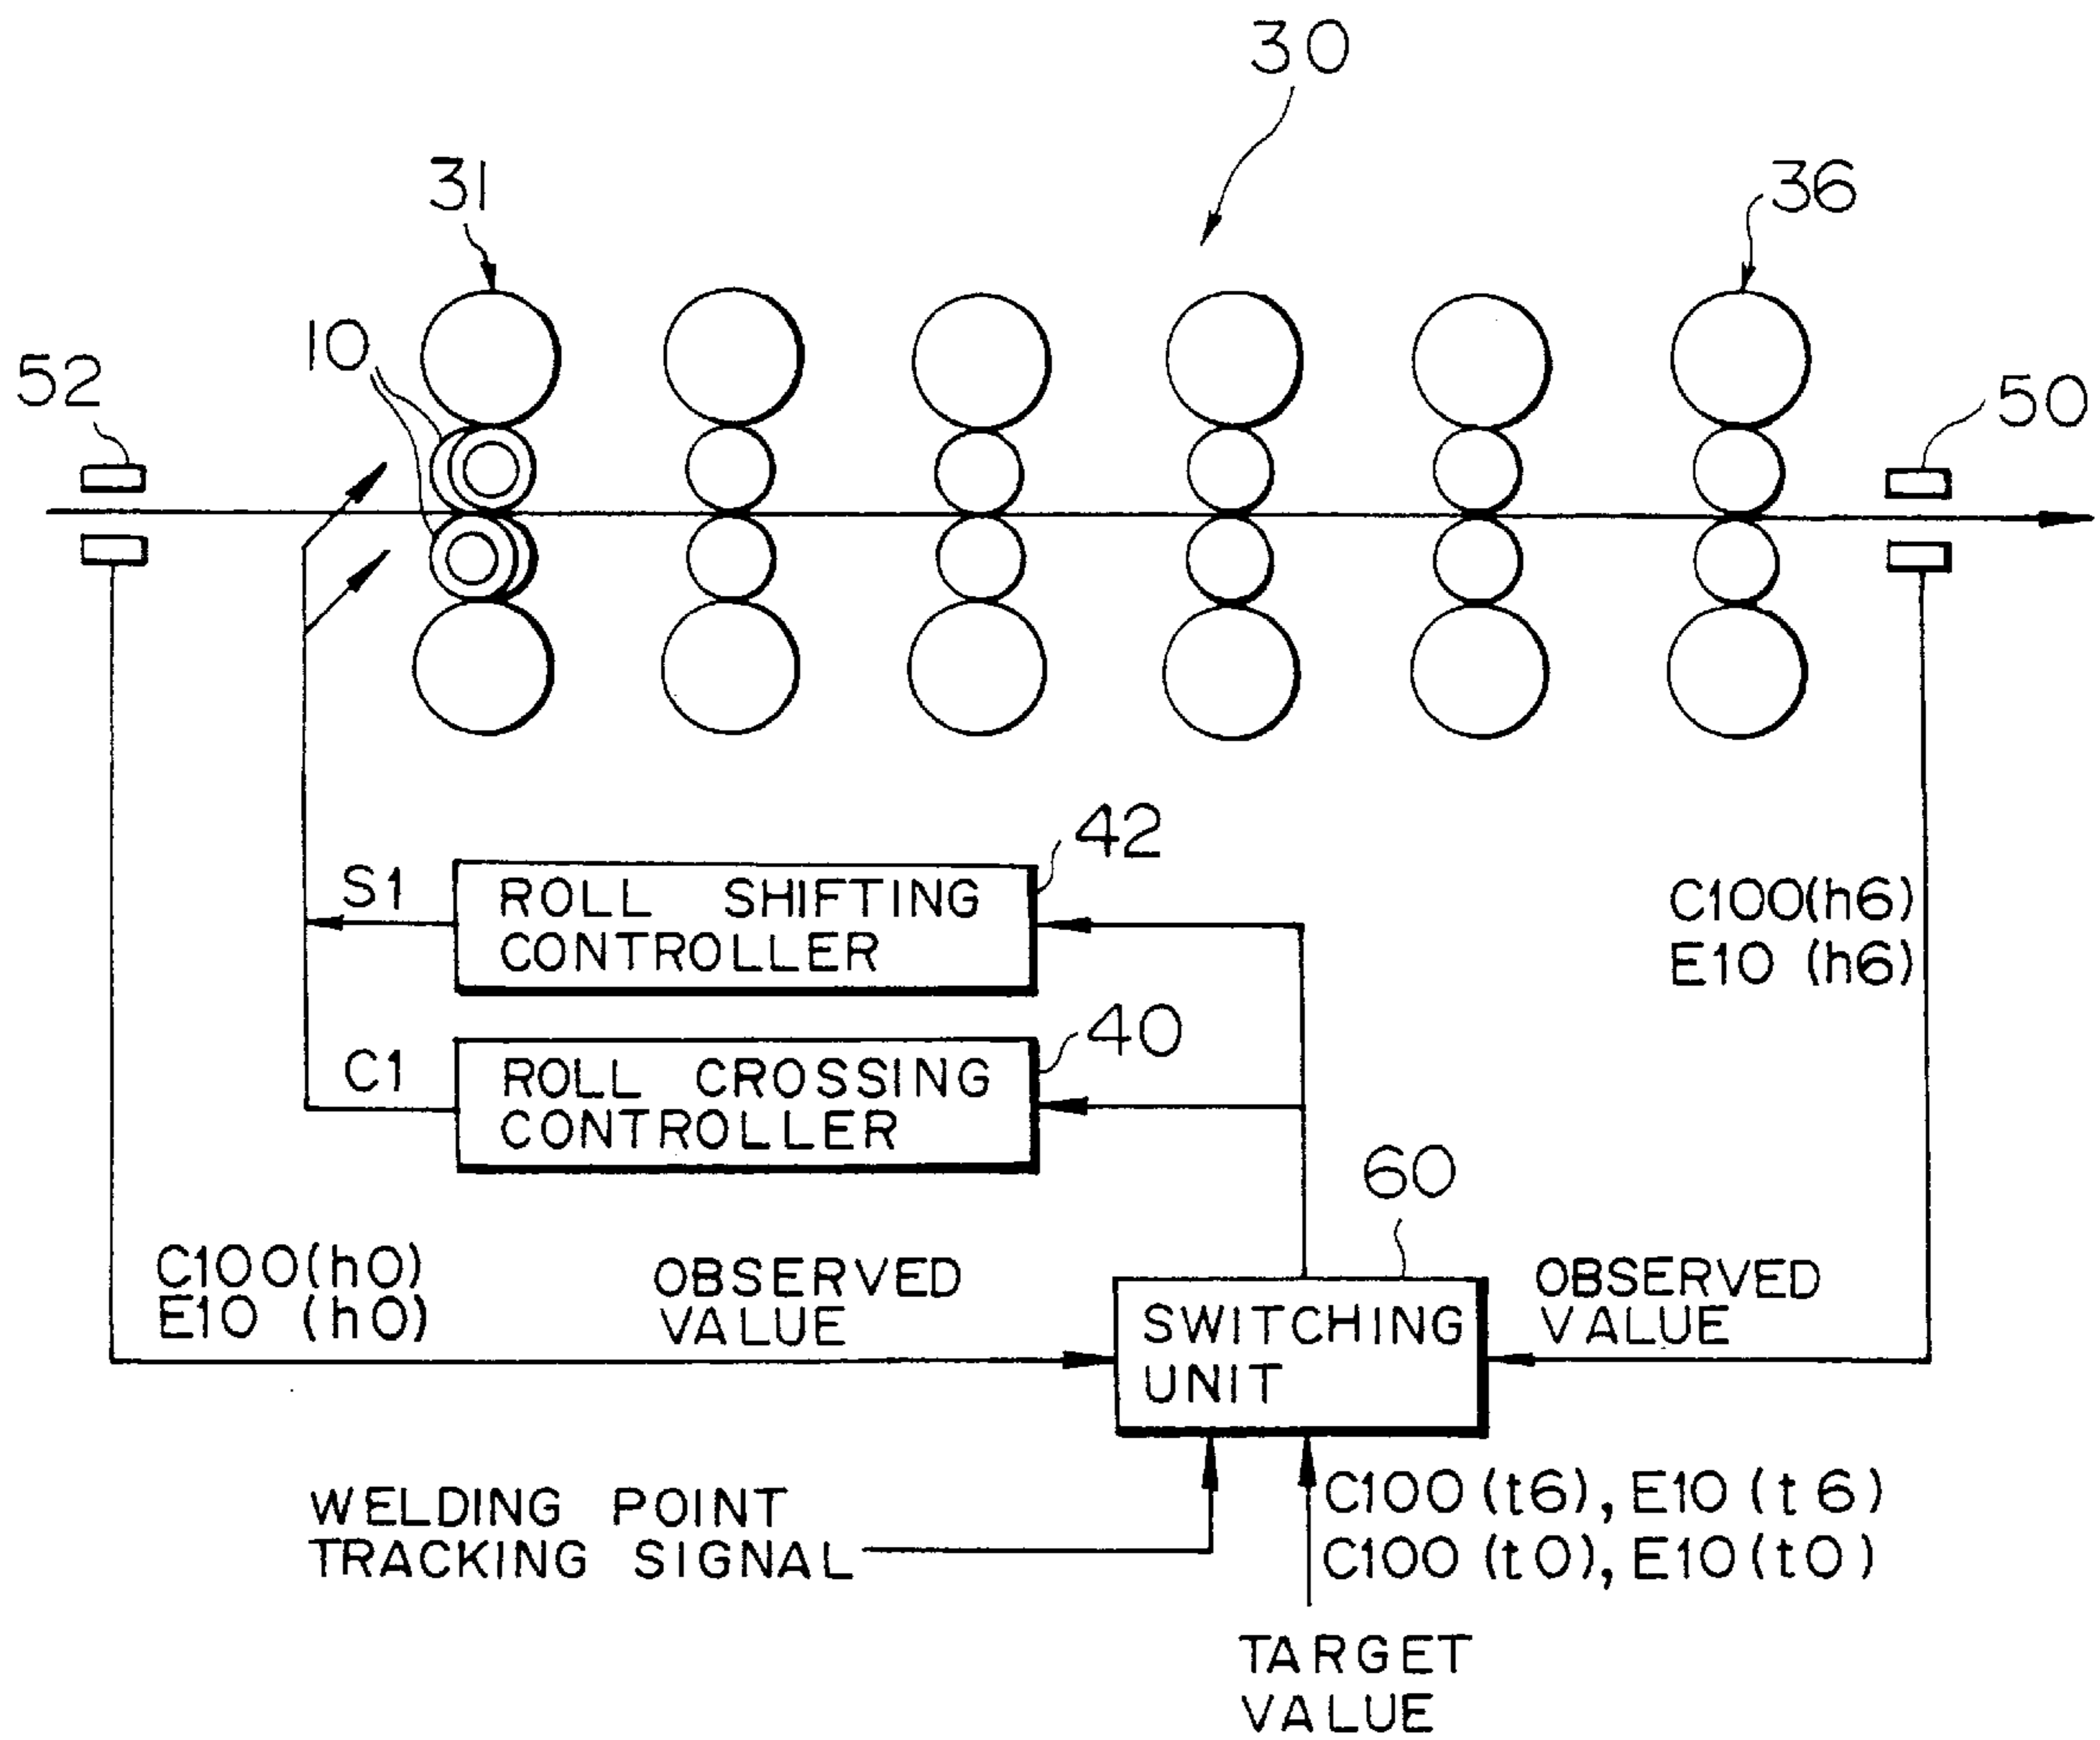 30
31
36
10
52
50
42
S1
ROLL SHIFTING
CONTROLLER
C100(h6)
E10 (h6)
40
C1
ROLL CROSSING
CONTROLLER
60
C100(h0)
E10 (h0)
OBSERVED
VALUE
SWITCHING
UNIT
OBSERVED
VALUE
WELDING POINT
TRACKING SIGNAL
C100 (t6), E10 (t6)
C100 (t0), E10 (t0)
TARGET
VALUE